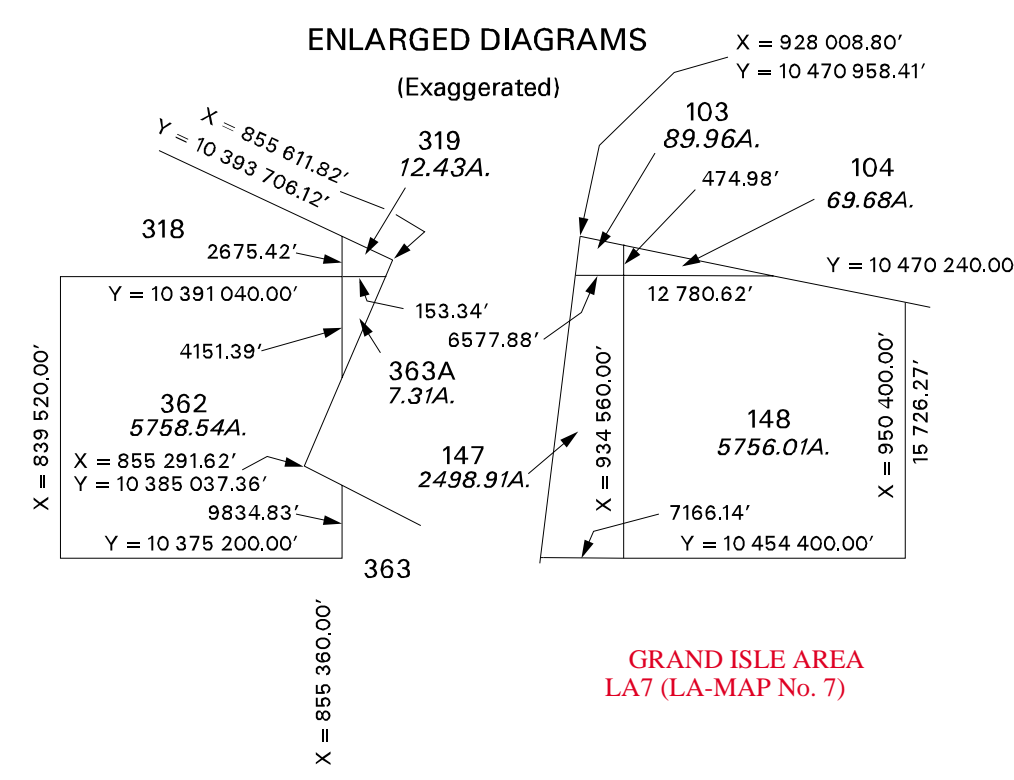 ENLARGED DIAGRAMS
(Exaggerated)
X = 855 611.82′
Y = 10 393 706.12′
319
12.43A.
318
2675.42′
Y = 10 391 040.00′
153.34′
4151.39′
363A
7.31A.
X = 839 520.00′
362
5758.54A.
X = 855 291.62′
Y = 10 385 037.36′
9834.83′
Y = 10 375 200.00′
363
X = 855 360.00′
X = 928 008.80′
Y = 10 470 958.41′
103
89.96A.
474.98′
104
69.68A.
Y = 10 470 240.00
12 780.62′
6577.88′
147
2498.91A.
X = 934 560.00′
148
5756.01A.
X = 950 400.00′
15 726.27′
7166.14′
Y = 10 454 400.00′
GRAND ISLE AREA
LA7 (LA-MAP No. 7)